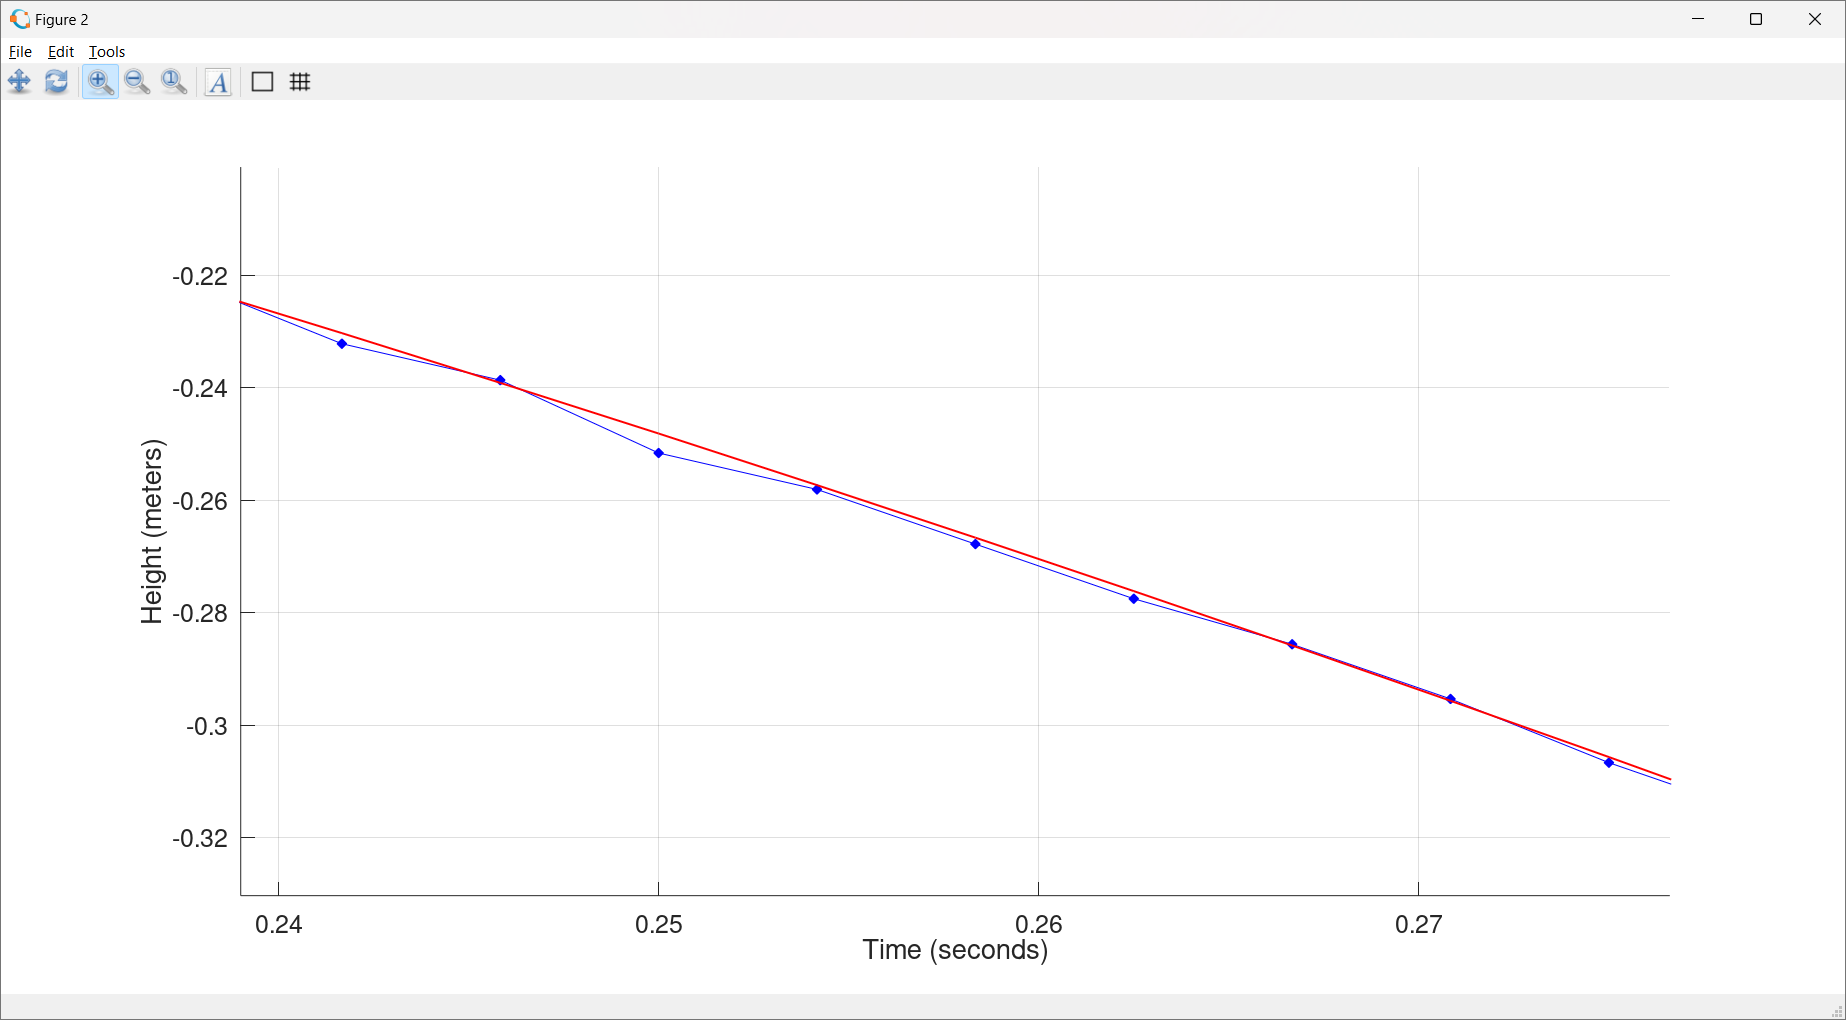 Figure 2
File Edit Tools
1 A
-0.22
-0.24
-0.26
-0.28
-0.3
-0.32
Height (meters)
0.24 0.25 0.26 0.27
Time (seconds)